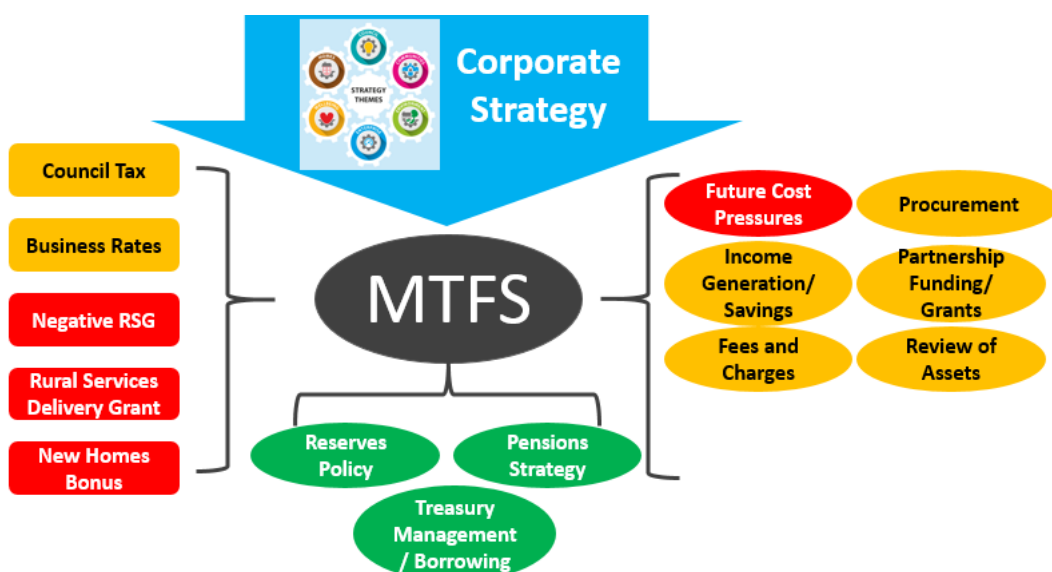 Corporate
Strategy
STRATEGY
THEMES
Council Tax
Business Rates
Negative RSG
Rural Services
Delivery Grant
New Homes
Bonus
MTFS
Reserves
Policy
Pensions
Strategy
Treasury
Management
/ Borrowing
Future Cost
Pressures
Procurement
Income
Generation/
Savings
Partnership
Funding/
Grants
Fees and
Charges
Review of
Assets